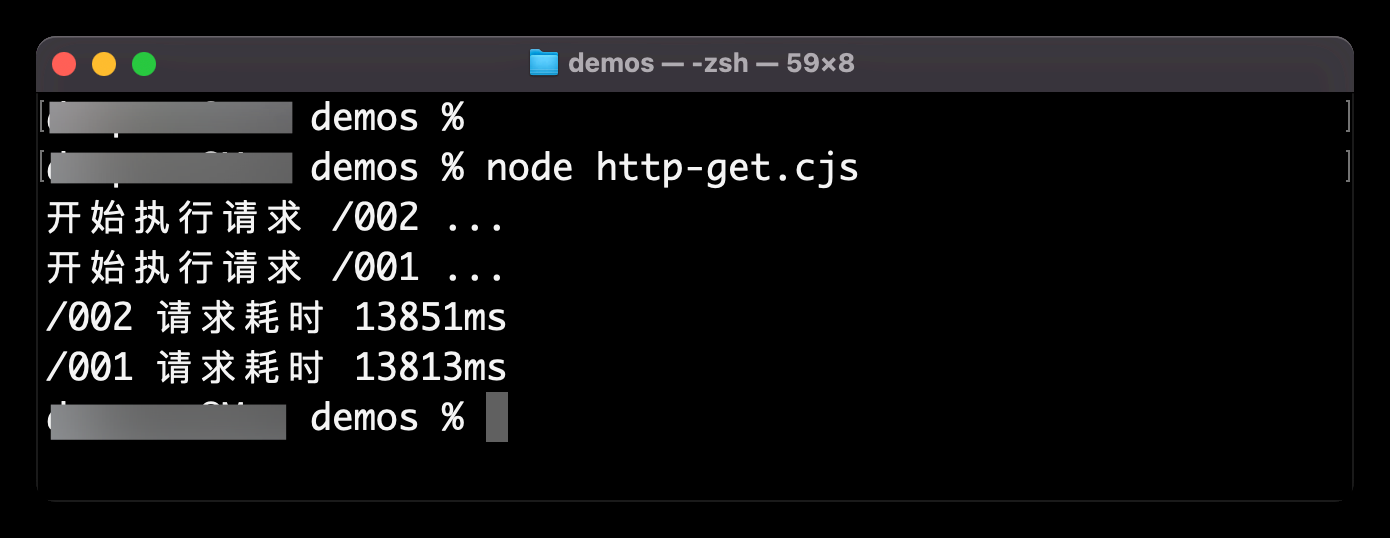 demos — -zsh — 59×8
demos %
demos % node http-get.cjs
开始执行请求 /002 ...
开始执行请求 /001 ...
/002 请求耗时 13851ms
/001 请求耗时 13813ms
demos %